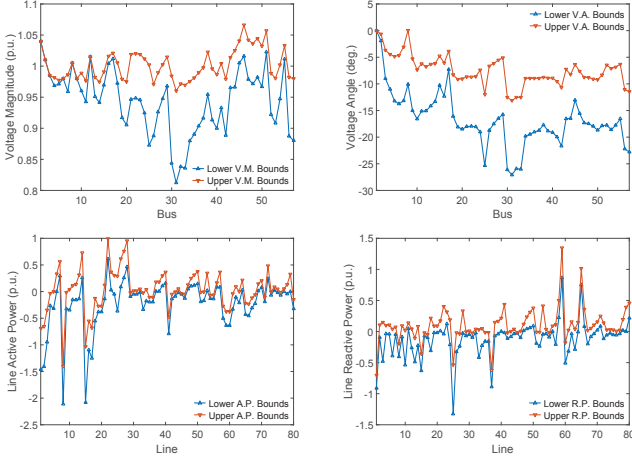 1.1
1.05
1
0.95
0.9
0.85
0.8
Voltage Magnitude (p.u.)
Lower V.M. Bounds
Upper V.M. Bounds
10 20 30 40 50
Bus
0
-5
-10
-15
-20
-25
-30
Voltage Angle (deg,)
Lower V.A. Bounds
Upper V.A. Bounds
10 20 30 40 50
Bus
1
0.5
0
-0.5
-1
-1.5
-2
-2.5
Line Active Power (p.u.)
Lower A.P. Bounds
Upper A.P. Bounds
10 20 30 40 50 60 70 80
Line
1.5
1
0.5
0
-0.5
-1
-1.5
Line Reactive Power (p.u.)
Lower R.P. Bounds
Upper R.P. Bounds
10 20 30 40 50 60 70 80
Line